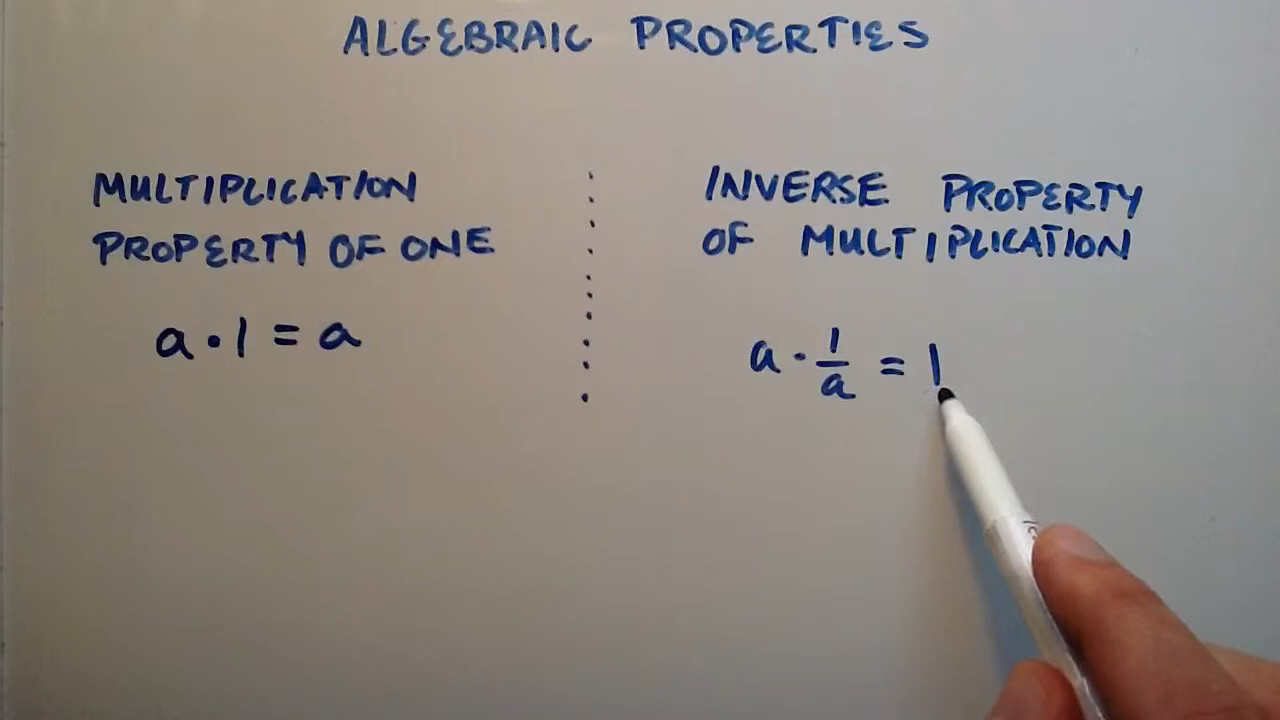 ALGEBRAIC PROPERTIES
MULTIPLICATION
PROPERTY OF ONE
a · 1 = a
INVERSE PROPERTY
OF MULTIPLICATION
a · 1/a = 1